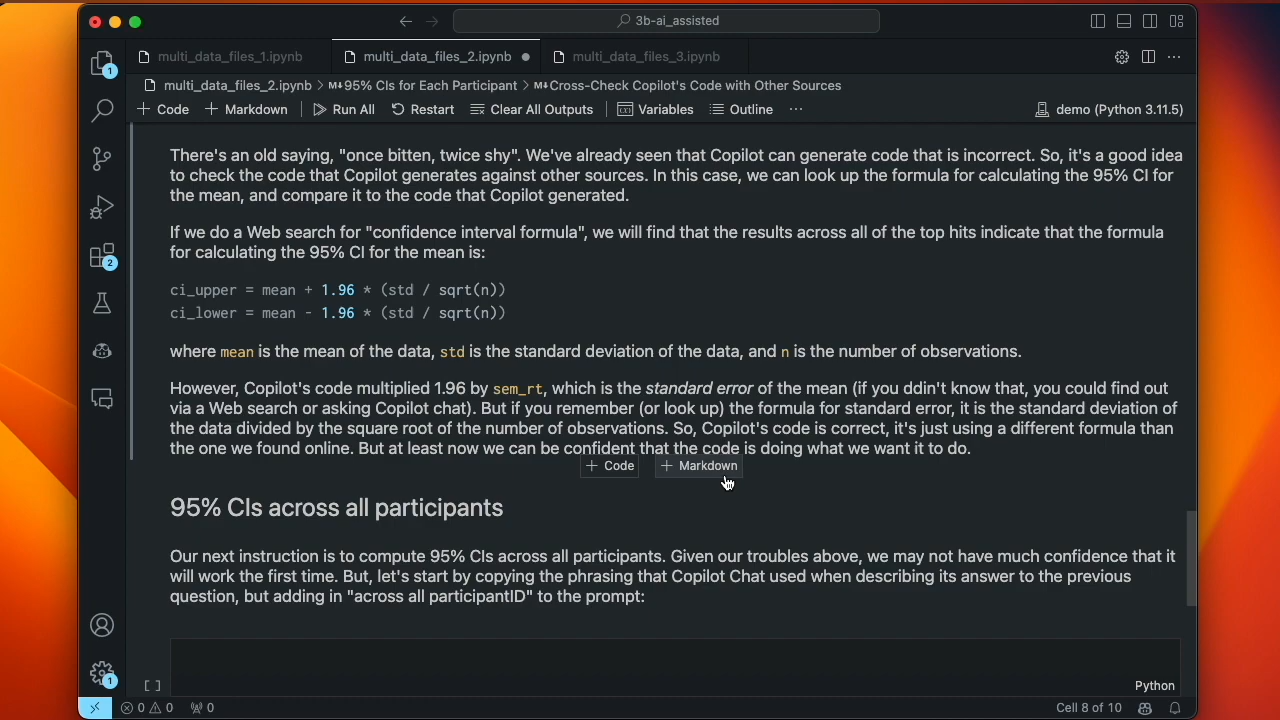 3b-ai_assisted
multi_data_files_1.ipynb
multi_data_files_2.ipynb
multi_data_files_3.ipynb
multi_data_files_2.ipynb > M↓95% CIs for Each Participant > M↓Cross-Check Copilot's Code with Other Sources
+ Code + Markdown Run All Restart Clear All Outputs Variables Outline ··· demo (Python 3.11.5)
There's an old saying, "once bitten, twice shy". We've already seen that Copilot can generate code that is incorrect. So, it's a good idea
to check the code that Copilot generates against other sources. In this case, we can look up the formula for calculating the 95% CI for
the mean, and compare it to the code that Copilot generated.
If we do a Web search for "confidence interval formula", we will find that the results across all of the top hits indicate that the formula
for calculating the 95% CI for the mean is:
ci_upper = mean + 1.96 * (std / sqrt(n))
ci_lower = mean - 1.96 * (std / sqrt(n))
where mean is the mean of the data, std is the standard deviation of the data, and n is the number of observations.
However, Copilot's code multiplied 1.96 by sem_rt, which is the standard error of the mean (if you ddin't know that, you could find out
via a Web search or asking Copilot chat). But if you remember (or look up) the formula for standard error, it is the standard deviation of
the data divided by the square root of the number of observations. So, Copilot's code is correct, it's just using a different formula than
the one we found online. But at least now we can be confident that the code is doing what we want it to do.
+ Code + Markdown
95% CIs across all participants
Our next instruction is to compute 95% CIs across all participants. Given our troubles above, we may not have much confidence that it
will work the first time. But, let's start by copying the phrasing that Copilot Chat used when describing its answer to the previous
question, but adding in "across all participantID" to the prompt:
[ ]
Python
1
2
1
0 0 0 Cell 8 of 10